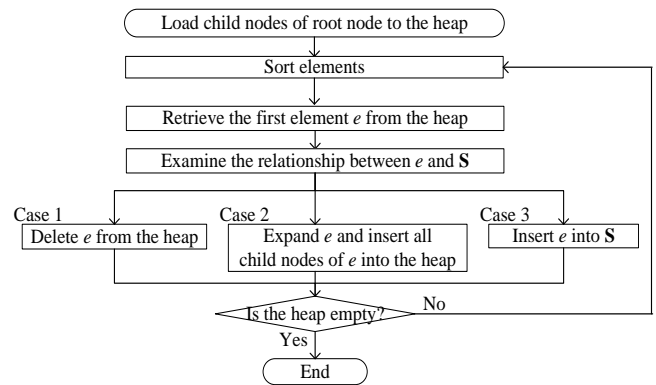 Load child nodes of root node to the heap
Sort elements
Retrieve the first element e from the heap
Examine the relationship between e and S
Case 1
Delete e from the heap
Case 2
Expand e and insert all
child nodes of e into the heap
Case 3
Insert e into S
Is the heap empty?
No
Yes
End